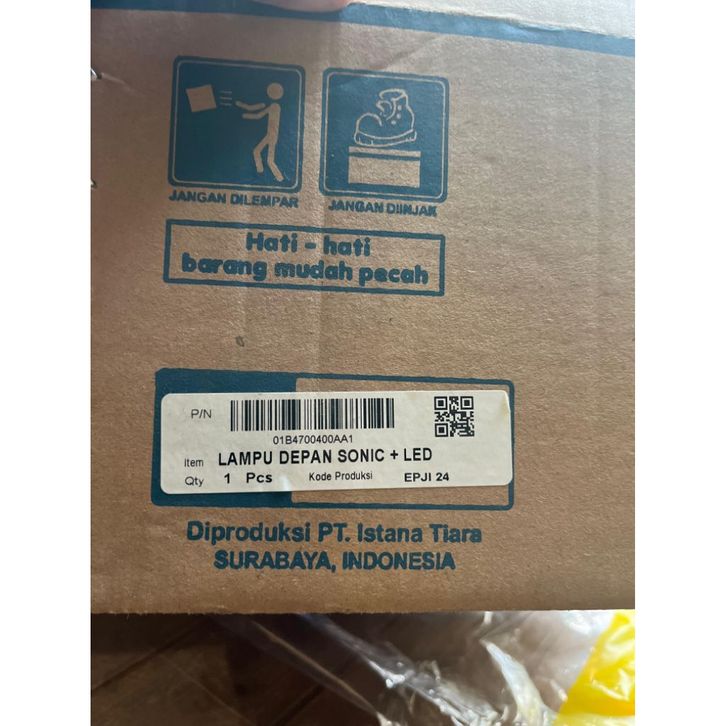 JANGAN DILEMPAR
JANGAN DIINJAK
Hati - hati
barang mudah pecah
P/N
01B4700400AA1
Item LAMPU DEPAN SONIC + LED
Qty 1 Pcs Kode Produksi EPJI 24
Diproduksi PT. Istana Tiara
SURABAYA, INDONESIA